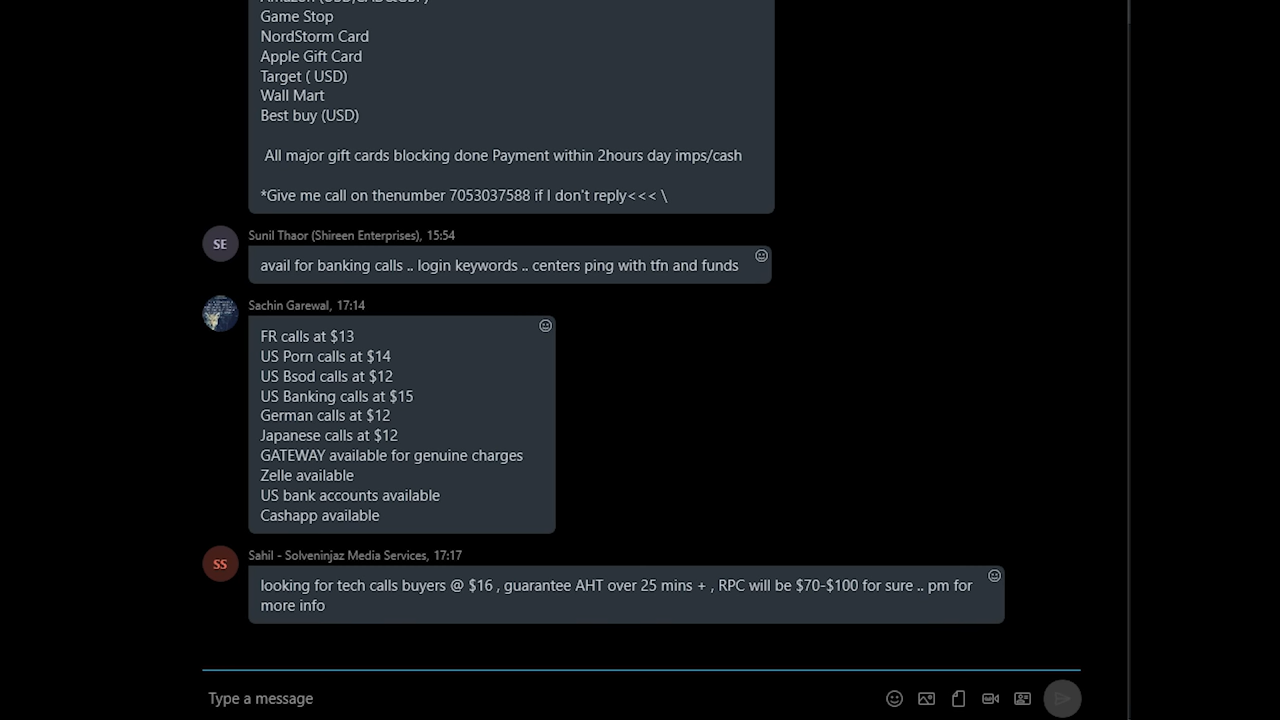 Game Stop
NordStorm Card
Apple Gift Card
Target ( USD)
Wall Mart
Best buy (USD)
All major gift cards blocking done Payment within 2hours day imps/cash
*Give me call on thenumber 7053037588 if I don't reply<<< \
SE
Sunil Thaor (Shireen Enterprises), 15:54
avail for banking calls .. login keywords .. centers ping with tfn and funds
Sachin Garewal, 17:14
FR calls at $13
US Porn calls at $14
US Bsod calls at $12
US Banking calls at $15
German calls at $12
Japanese calls at $12
GATEWAY available for genuine charges
Zelle available
US bank accounts available
Cashapp available
SS
Sahil - Solveninjaz Media Services, 17:17
looking for tech calls buyers @ $16 , guarantee AHT over 25 mins + , RPC will be $70-$100 for sure .. pm for
more info
Type a message